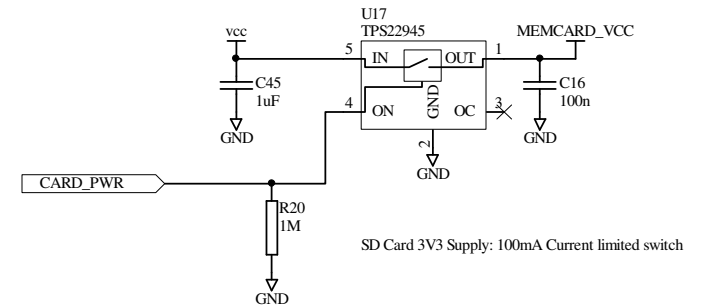 U17
TPS22945
vcc
MEMCARD_VCC
5
IN
OUT
1
C45
1uF
C16
100n
4
ON
GND
OC
3
GND
GND
2
GND
CARD_PWR
R20
1M
SD Card 3V3 Supply: 100mA Current limited switch
GND